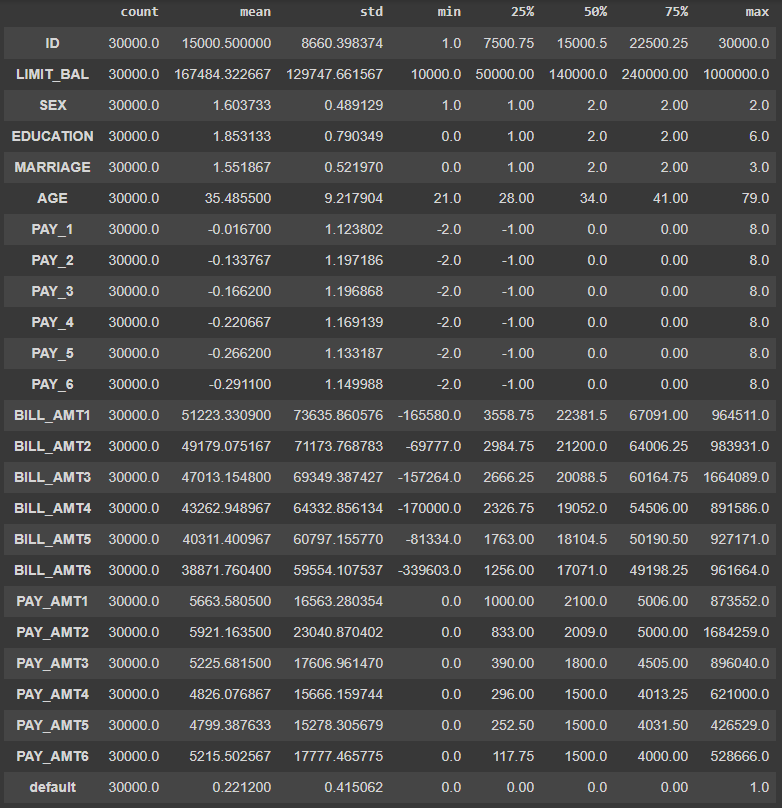 count mean std min 25% 50% 75% max
ID 30000.0 15000.500000 8660.398374 1.0 7500.75 15000.5 22500.25 30000.0
LIMIT_BAL 30000.0 167484.322667 129747.661567 10000.0 50000.00 140000.0 240000.00 1000000.0
SEX 30000.0 1.603733 0.489129 1.0 1.00 2.0 2.00 2.0
EDUCATION 30000.0 1.853133 0.790349 0.0 1.00 2.0 2.00 6.0
MARRIAGE 30000.0 1.551867 0.521970 0.0 1.00 2.0 2.00 3.0
AGE 30000.0 35.485500 9.217904 21.0 28.00 34.0 41.00 79.0
PAY_1 30000.0 -0.016700 1.123802 -2.0 -1.00 0.0 0.00 8.0
PAY_2 30000.0 -0.133767 1.197186 -2.0 -1.00 0.0 0.00 8.0
PAY_3 30000.0 -0.166200 1.196868 -2.0 -1.00 0.0 0.00 8.0
PAY_4 30000.0 -0.220667 1.169139 -2.0 -1.00 0.0 0.00 8.0
PAY_5 30000.0 -0.266200 1.133187 -2.0 -1.00 0.0 0.00 8.0
PAY_6 30000.0 -0.291100 1.149988 -2.0 -1.00 0.0 0.00 8.0
BILL_AMT1 30000.0 51223.330900 73635.860576 -165580.0 3558.75 22381.5 67091.00 964511.0
BILL_AMT2 30000.0 49179.075167 71173.768783 -69777.0 2984.75 21200.0 64006.25 983931.0
BILL_AMT3 30000.0 47013.154800 69349.387427 -157264.0 2666.25 20088.5 60164.75 1664089.0
BILL_AMT4 30000.0 43262.948967 64332.856134 -170000.0 2326.75 19052.0 54506.00 891586.0
BILL_AMT5 30000.0 40311.400967 60797.155770 -81334.0 1763.00 18104.5 50190.50 927171.0
BILL_AMT6 30000.0 38871.760400 59554.107537 -339603.0 1256.00 17071.0 49198.25 961664.0
PAY_AMT1 30000.0 5663.580500 16563.280354 0.0 1000.00 2100.0 5006.00 873552.0
PAY_AMT2 30000.0 5921.163500 23040.870402 0.0 833.00 2009.0 5000.00 1684259.0
PAY_AMT3 30000.0 5225.681500 17606.961470 0.0 390.00 1800.0 4505.00 896040.0
PAY_AMT4 30000.0 4826.076867 15666.159744 0.0 296.00 1500.0 4013.25 621000.0
PAY_AMT5 30000.0 4799.387633 15278.305679 0.0 252.50 1500.0 4031.50 426529.0
PAY_AMT6 30000.0 5215.502567 17777.465775 0.0 117.75 1500.0 4000.00 528666.0
default 30000.0 0.221200 0.415062 0.0 0.00 0.0 0.00 1.0